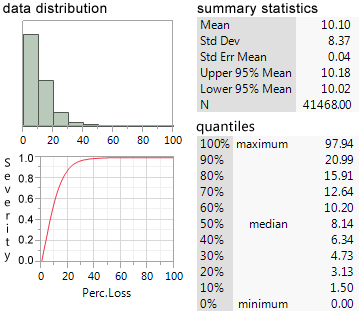 data distribution
0 20 40 60 80 100
Severity
1.0
0.8
0.6
0.4
0.2
0.0
0 20 40 60 80 100
Perc.Loss
summary statistics
Mean 10.10
Std Dev 8.37
Std Err Mean 0.04
Upper 95% Mean 10.18
Lower 95% Mean 10.02
N 41468.00
quantiles
100% maximum 97.94
90% 20.99
80% 15.91
70% 12.64
60% 10.20
50% median 8.14
40% 6.34
30% 4.73
20% 3.13
10% 1.50
0% minimum 0.00